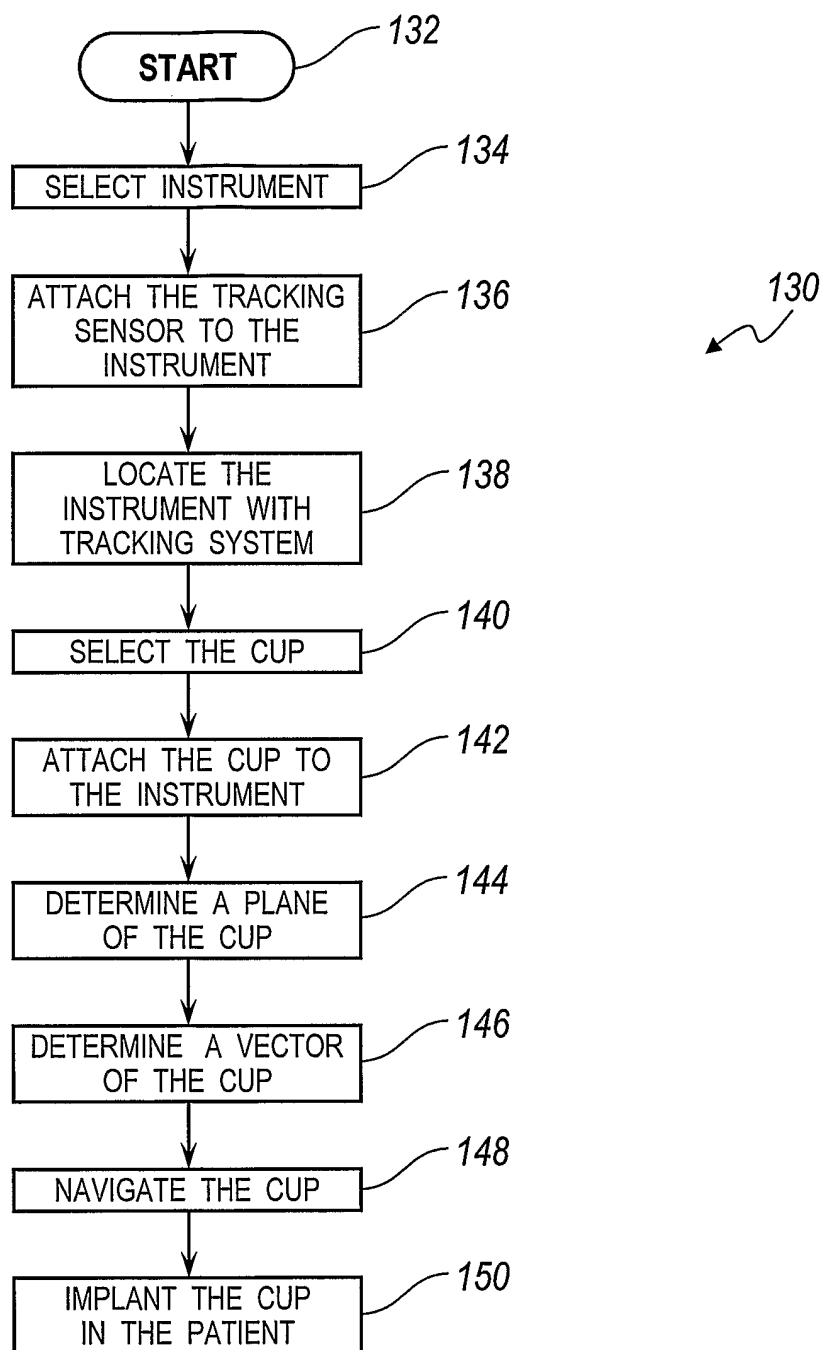 START
132
SELECT INSTRUMENT
134
ATTACH THE TRACKING
SENSOR TO THE
INSTRUMENT
136
130
LOCATE THE
INSTRUMENT WITH
TRACKING SYSTEM
138
SELECT THE CUP
140
ATTACH THE CUP TO
THE INSTRUMENT
142
DETERMINE A PLANE
OF THE CUP
144
DETERMINE A VECTOR
OF THE CUP
146
NAVIGATE THE CUP
148
IMPLANT THE CUP
IN THE PATIENT
150